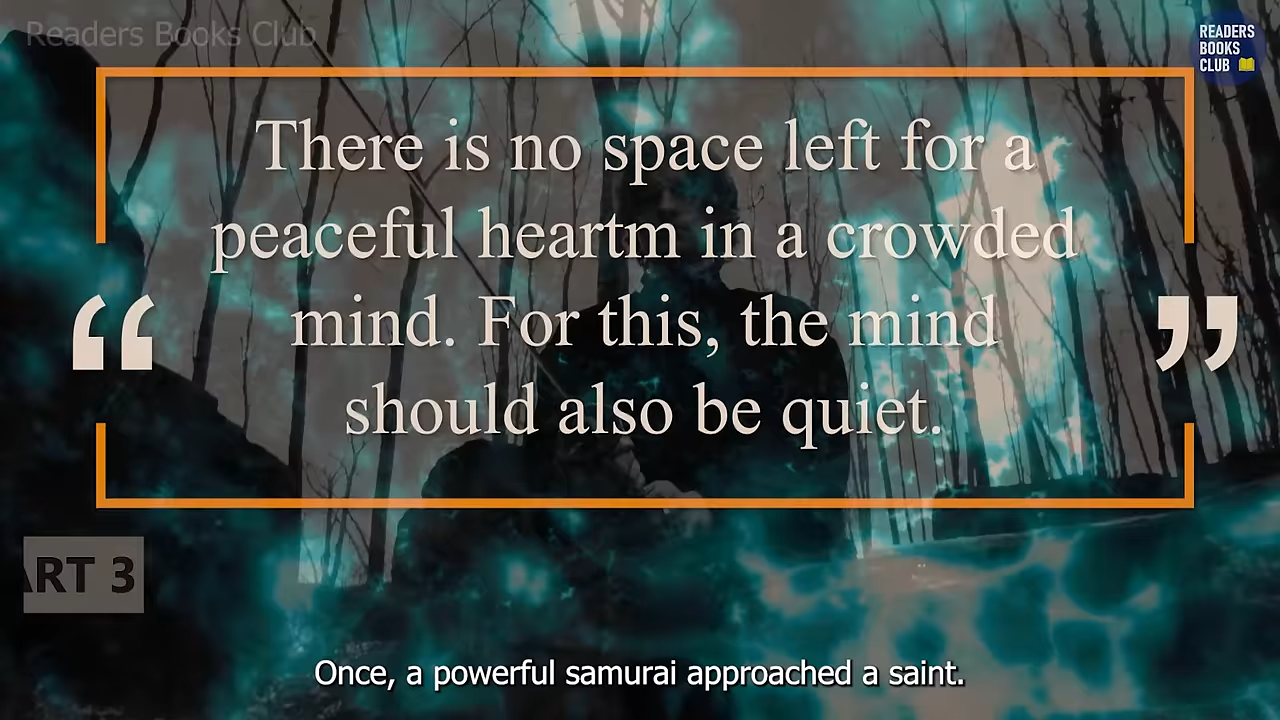 Readers Books Club
READERS
BOOKS
CLUB
There is no space left for a
peaceful heartm in a crowded
mind. For this, the mind
should also be quiet.
“ ”
ART 3
Once, a powerful samurai approached a saint.